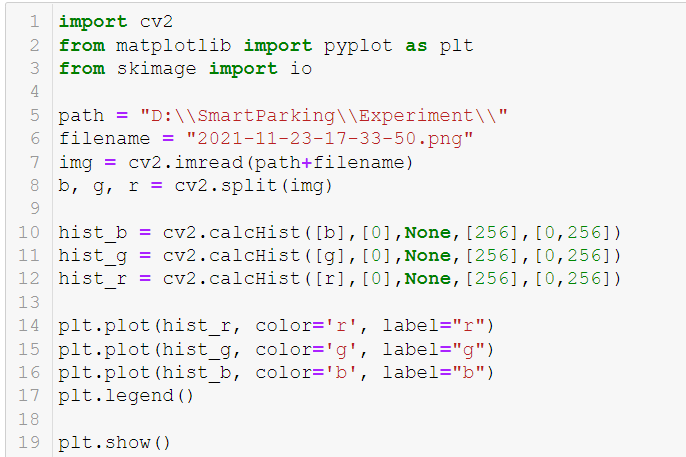 1 import cv2
2 from matplotlib import pyplot as plt
3 from skimage import io
4
5 path = "D:\\SmartParking\\Experiment\\"
6 filename = "2021-11-23-17-33-50.png"
7 img = cv2.imread(path+filename)
8 b, g, r = cv2.split(img)
9
10 hist_b = cv2.calcHist([b],[0],None,[256],[0,256])
11 hist_g = cv2.calcHist([g],[0],None,[256],[0,256])
12 hist_r = cv2.calcHist([r],[0],None,[256],[0,256])
13
14 plt.plot(hist_r, color='r', label="r")
15 plt.plot(hist_g, color='g', label="g")
16 plt.plot(hist_b, color='b', label="b")
17 plt.legend()
18
19 plt.show()